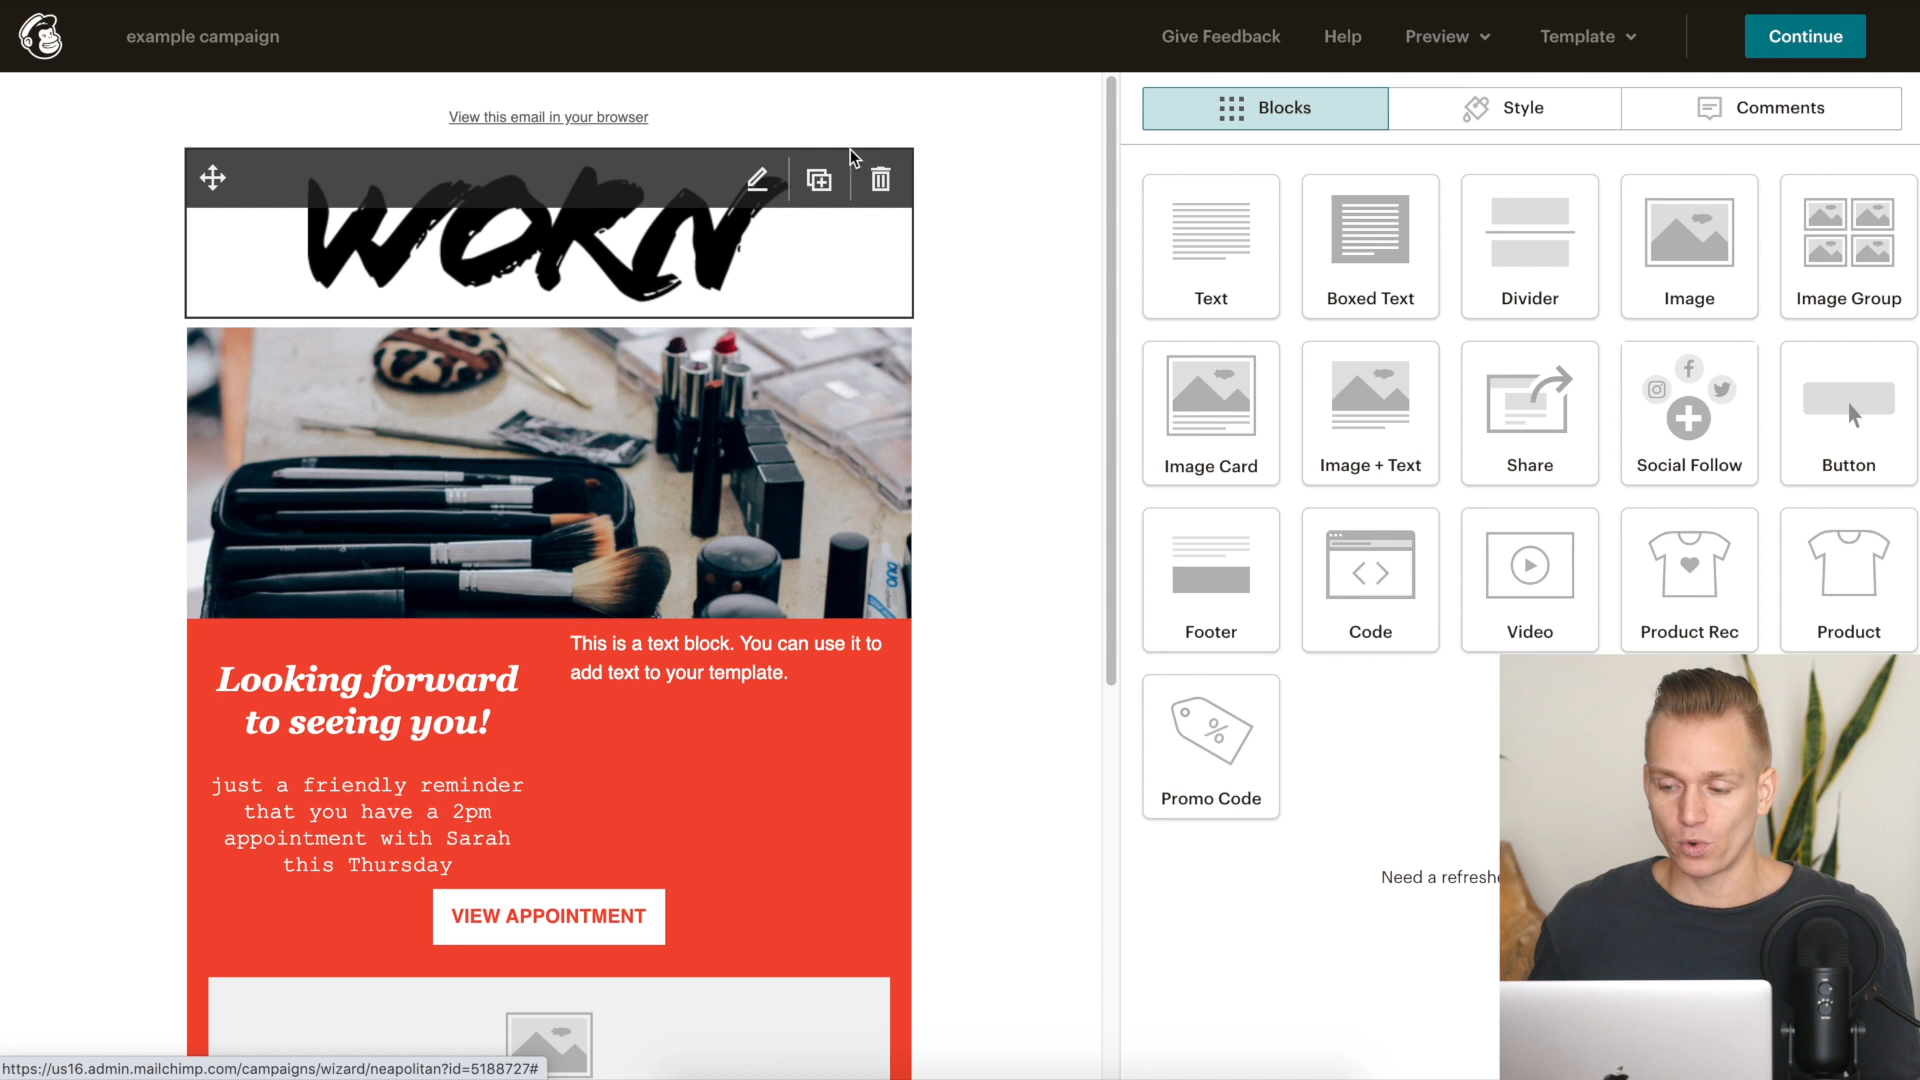 example campaign
Give Feedback
Help
Preview
Template
Continue
View this email in your browser
WORN
Blocks
Style
Comments
Text
Boxed Text
Divider
Image
Image Group
Image Card
Image + Text
Share
Social Follow
Button
Footer
Code
Video
Product Rec
Product
Promo Code
Need a refreshe
DUO
This is a text block. You can use it to
add text to your template.
Looking forward
to seeing you!
just a friendly reminder
that you have a 2pm
appointment with Sarah
this Thursday
VIEW APPOINTMENT
https://us16.admin.mailchimp.com/campaigns/wizard/neapolitan?id=5188727#